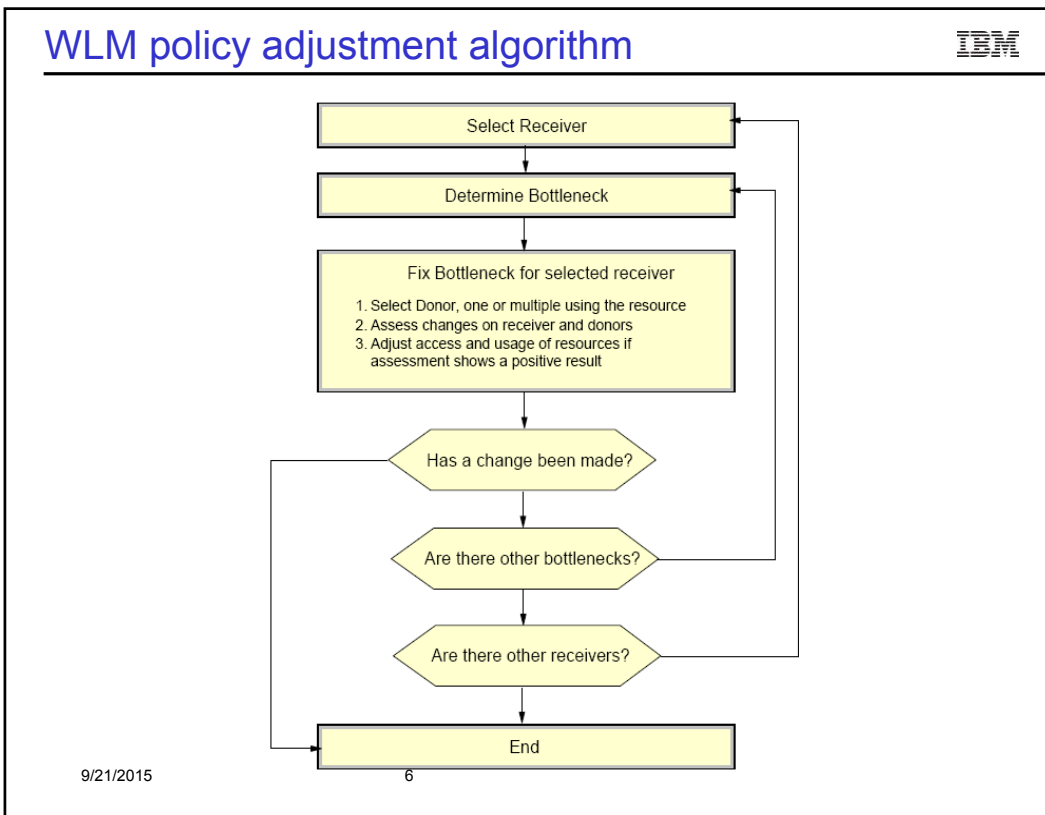 WLM policy adjustment algorithm
IBM
Select Receiver
Determine Bottleneck
Fix Bottleneck for selected receiver
1. Select Donor, one or multiple using the resource
2. Assess changes on receiver and donors
3. Adjust access and usage of resources if
assessment shows a positive result
Has a change been made?
Are there other bottlenecks?
Are there other receivers?
End
9/21/2015
6